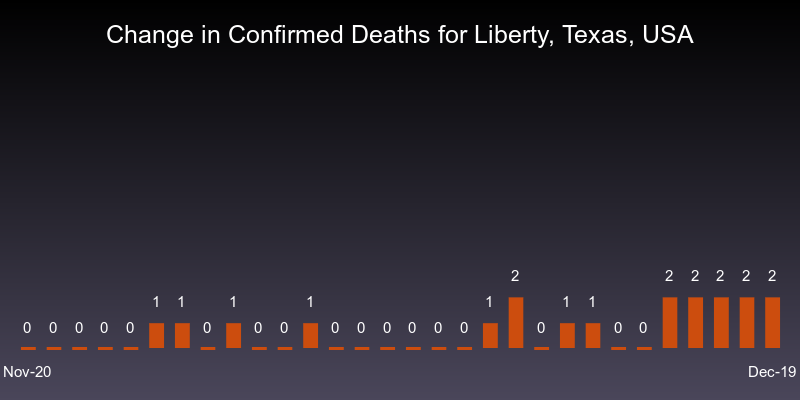 Change in Confirmed Deaths for Liberty, Texas, USA
2 2 2 2 2 2
1 1 1 1 1 1 1
0 0 0 0 0 0 0 0 0 0 0 0 0 0 0 0 0
Nov-20 Dec-19